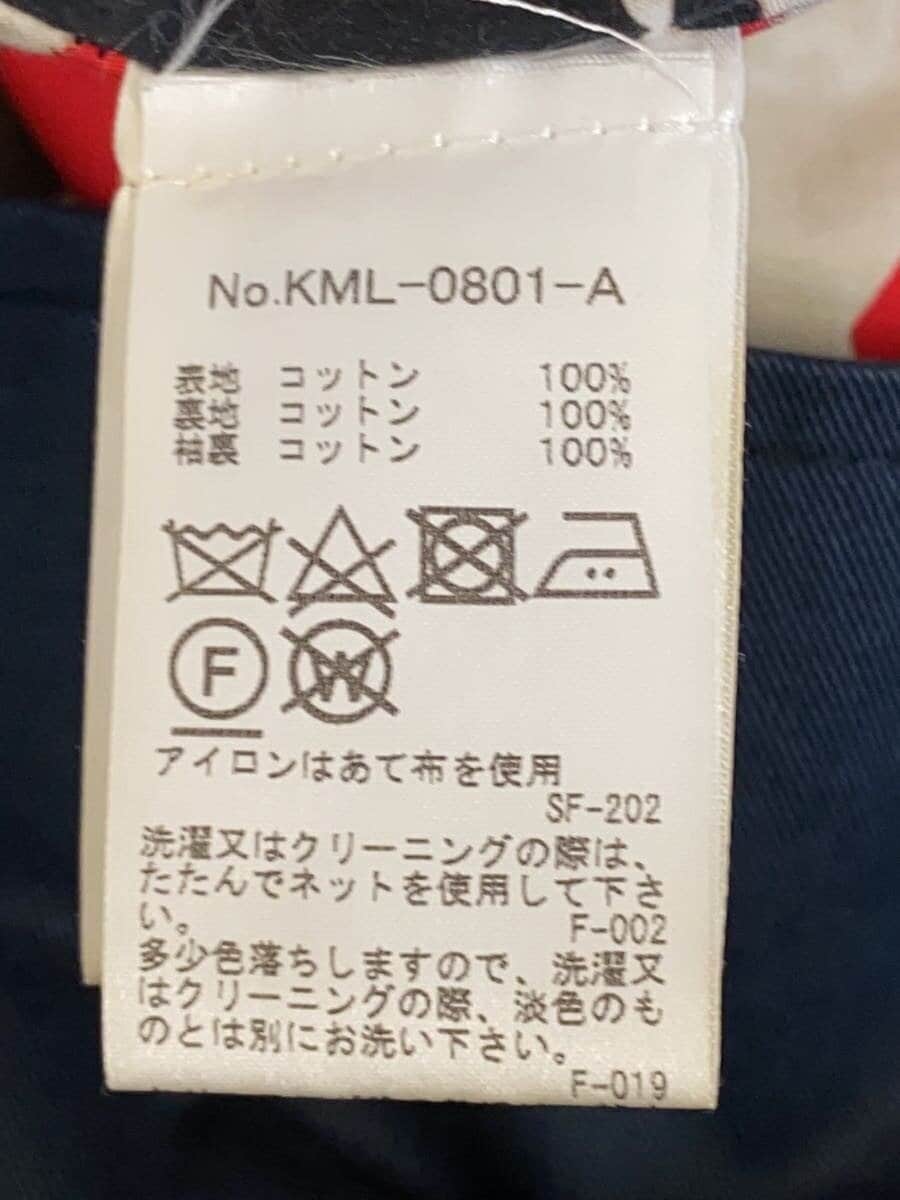 No.KML-0801-A
表地 コットン 100%
裏地 コットン 100%
袖裏 コットン 100%
F W
アイロンはあて布を使用
SF-202
洗濯又はクリーニングの際は、
たたんでネットを使用して下さ
い。 F-002
多少色落ちしますので、洗濯又
はクリーニングの際、淡色のも
のとは別にお洗い下さい。
F-019